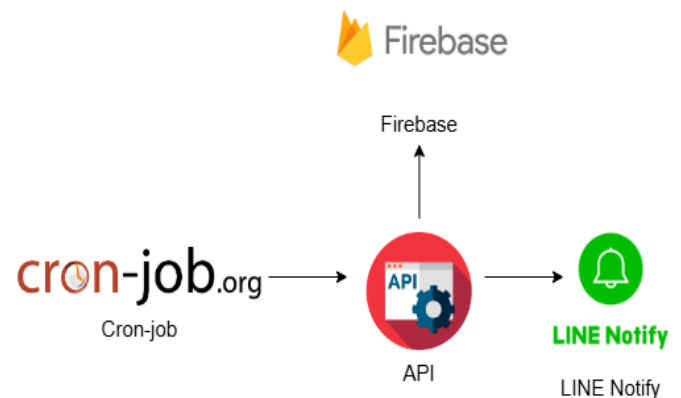 Firebase
Firebase
cron-job.org
Cron-job
API
API
LINE Notify
LINE Notify